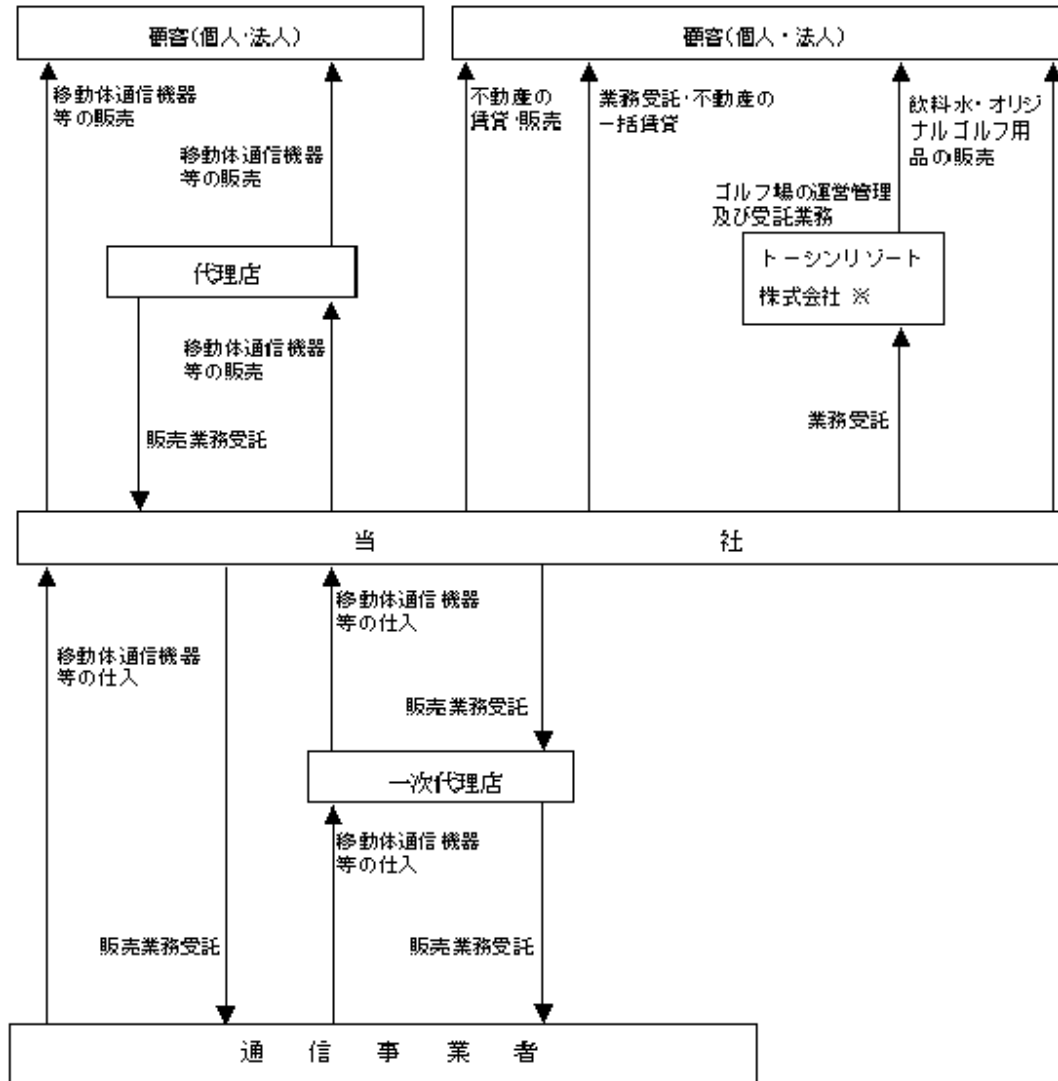 顧客(個人・法人)
顧客(個人・法人)
移動体通信機器
等の販売
移動体通信機器
等の販売
不動産の
賃貸・販売
業務受託・不動産の
一括賃貸
飲料水・オリジ
ナルゴルフ用
品の販売
ゴルフ場の運営管理
及び受託業務
代理店
トーシンリゾート
株式会社 ※
移動体通信機器
等の販売
販売業務受託
業務受託
当 社
移動体通信機器
等の仕入
移動体通信機器
等の仕入
販売業務受託
一次代理店
移動体通信機器
等の仕入
販売業務受託
販売業務受託
通 信 事 業 者